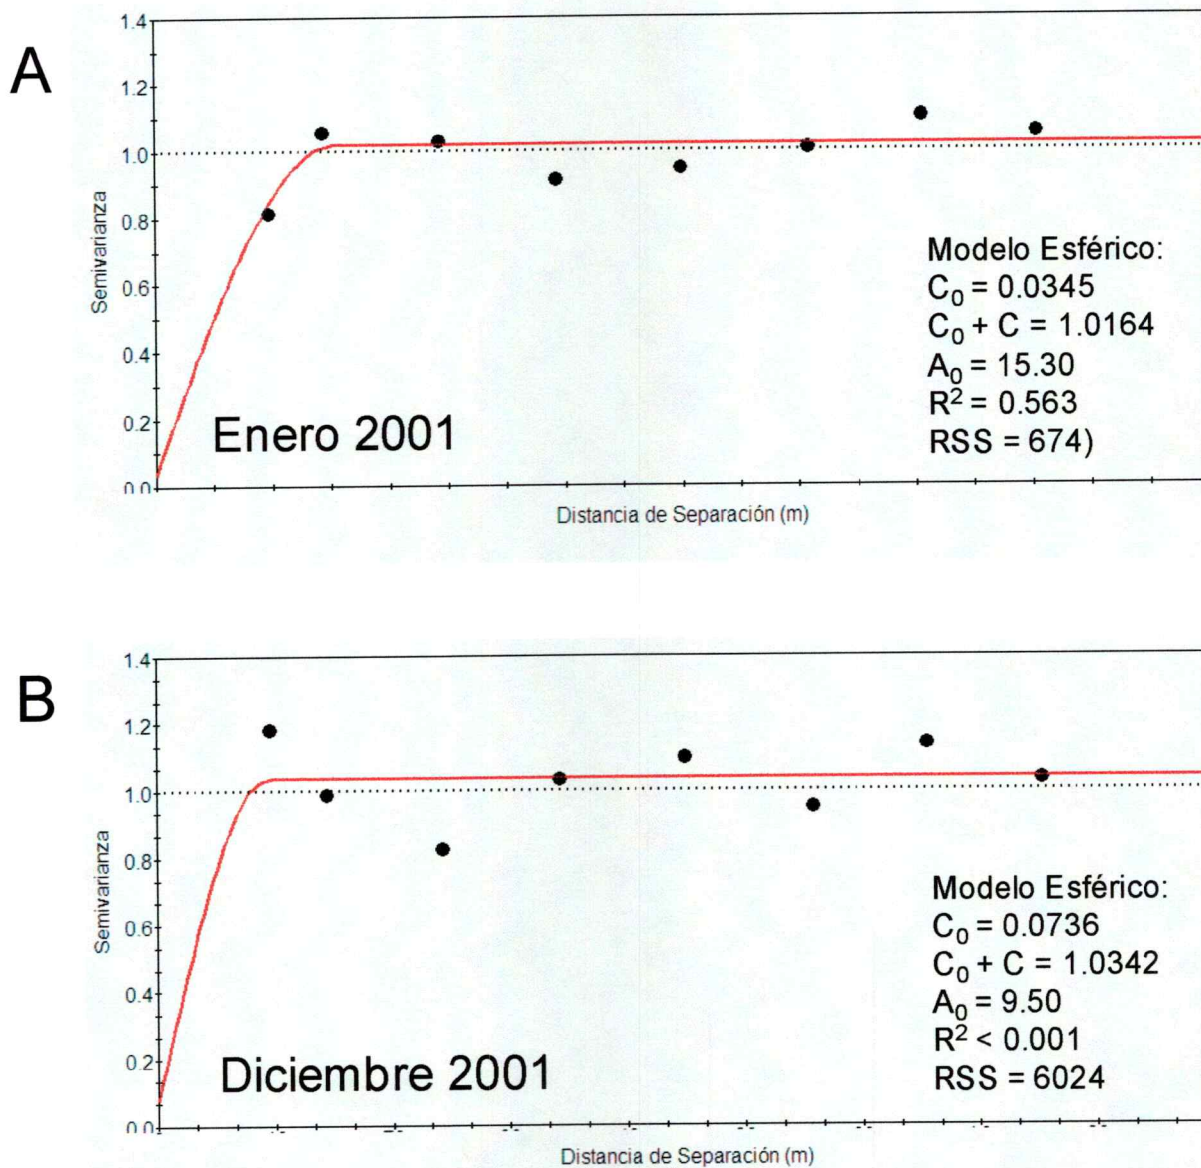 A
1.4
1.2
1.0
0.8
0.6
0.4
0.2
0.0
Semivarianza
Modelo Esférico:
C₀ = 0.0345
C₀ + C = 1.0164
A₀ = 15.30
R² = 0.563
RSS = 674)
Enero 2001
Distancia de Separación (m)
B
1.4
1.2
1.0
0.8
0.6
0.4
0.2
0.0
Semivarianza
Modelo Esférico:
C₀ = 0.0736
C₀ + C = 1.0342
A₀ = 9.50
R² < 0.001
RSS = 6024
Diciembre 2001
Distancia de Separación (m)